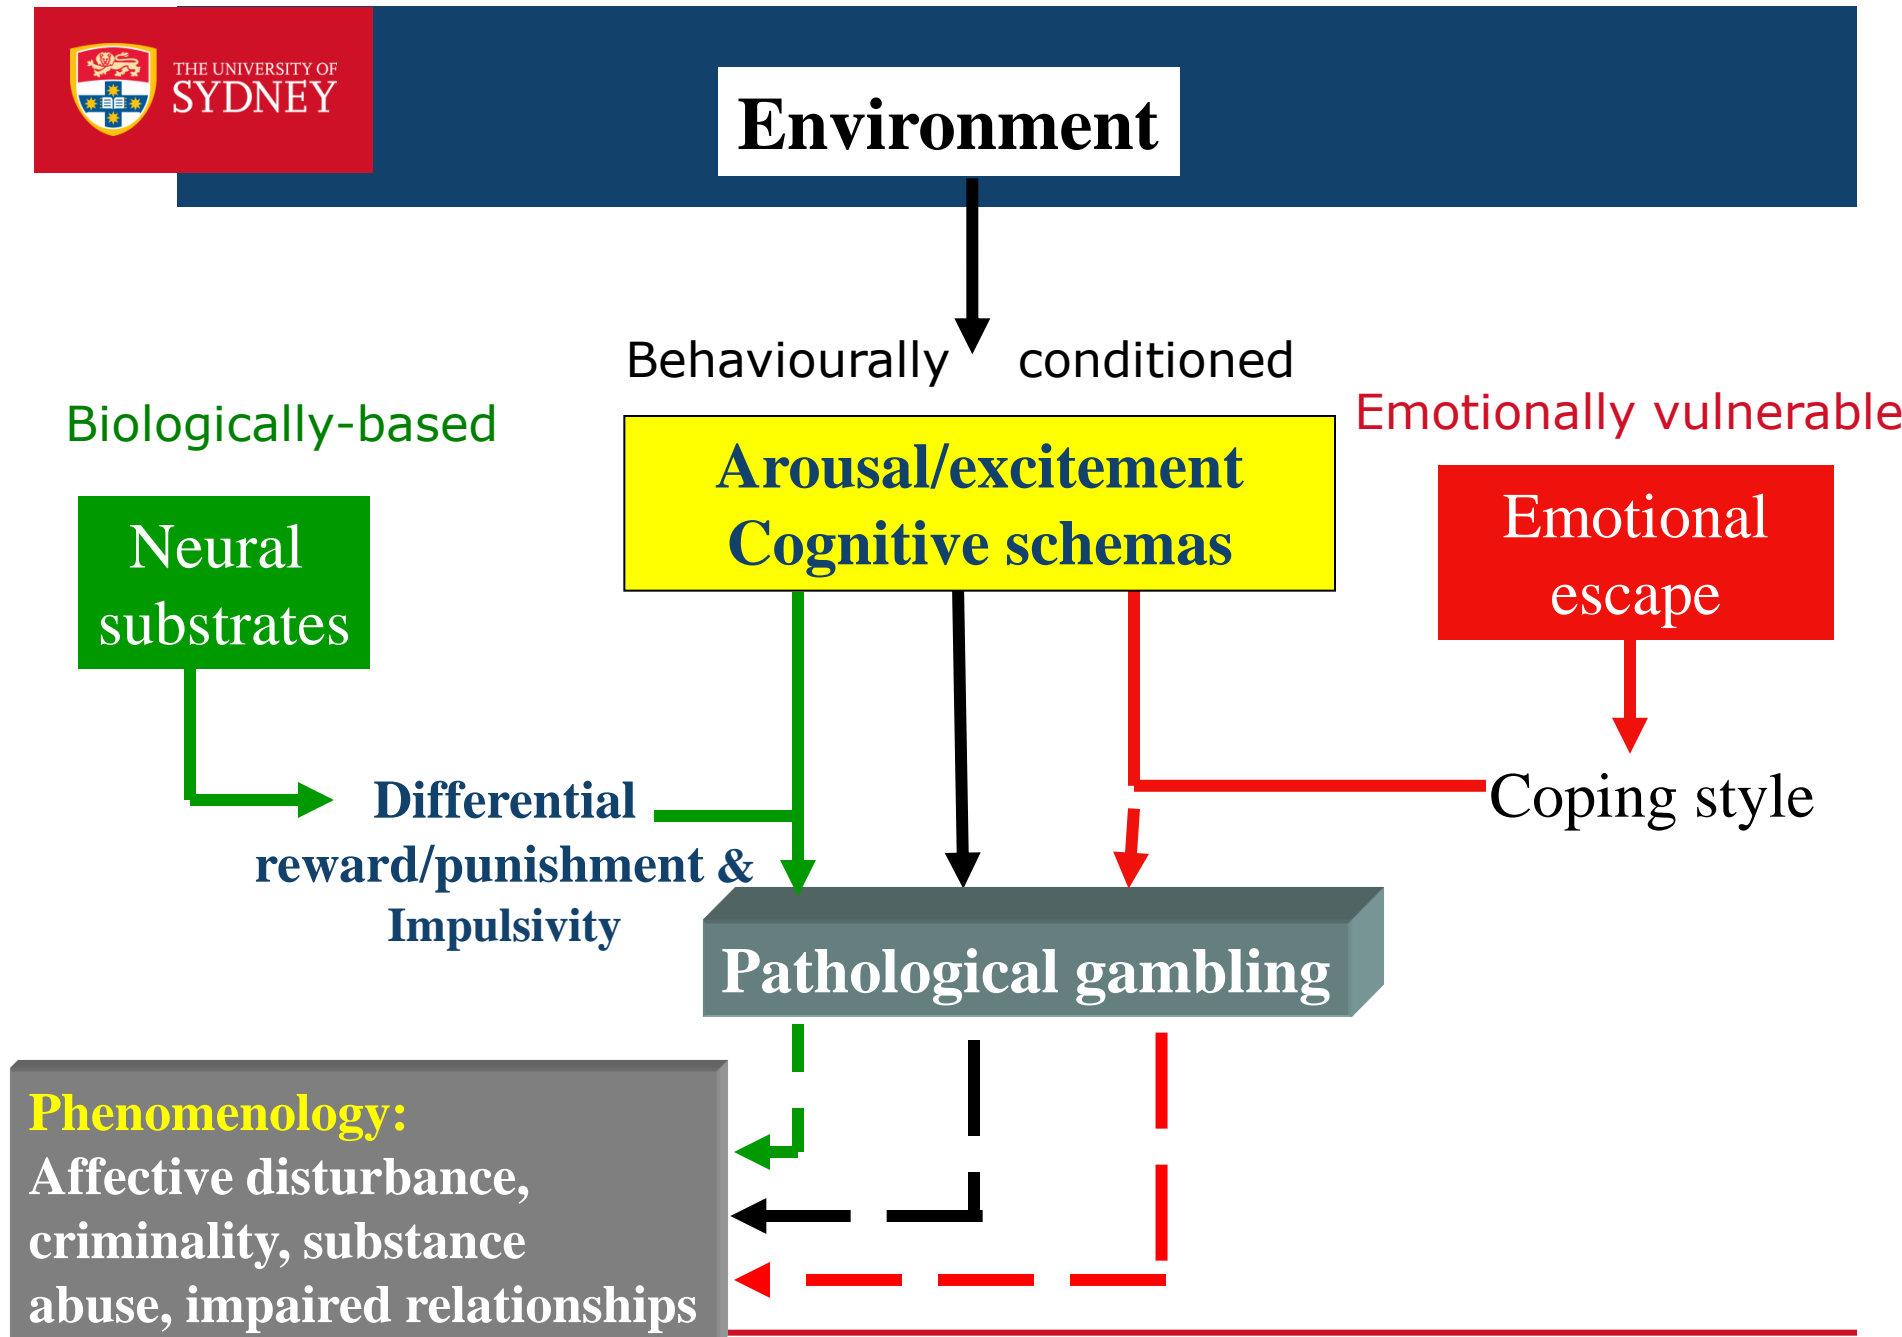 THE UNIVERSITY OF
SYDNEY
Environment
Behaviourally conditioned
Biologically-based
Emotionally vulnerable
Arousal/excitement
Cognitive schemas
Neural
substrates
Emotional
escape
Differential
reward/punishment &
Impulsivity
Coping style
Pathological gambling
Phenomenology:
Affective disturbance,
criminality, substance
abuse, impaired relationships